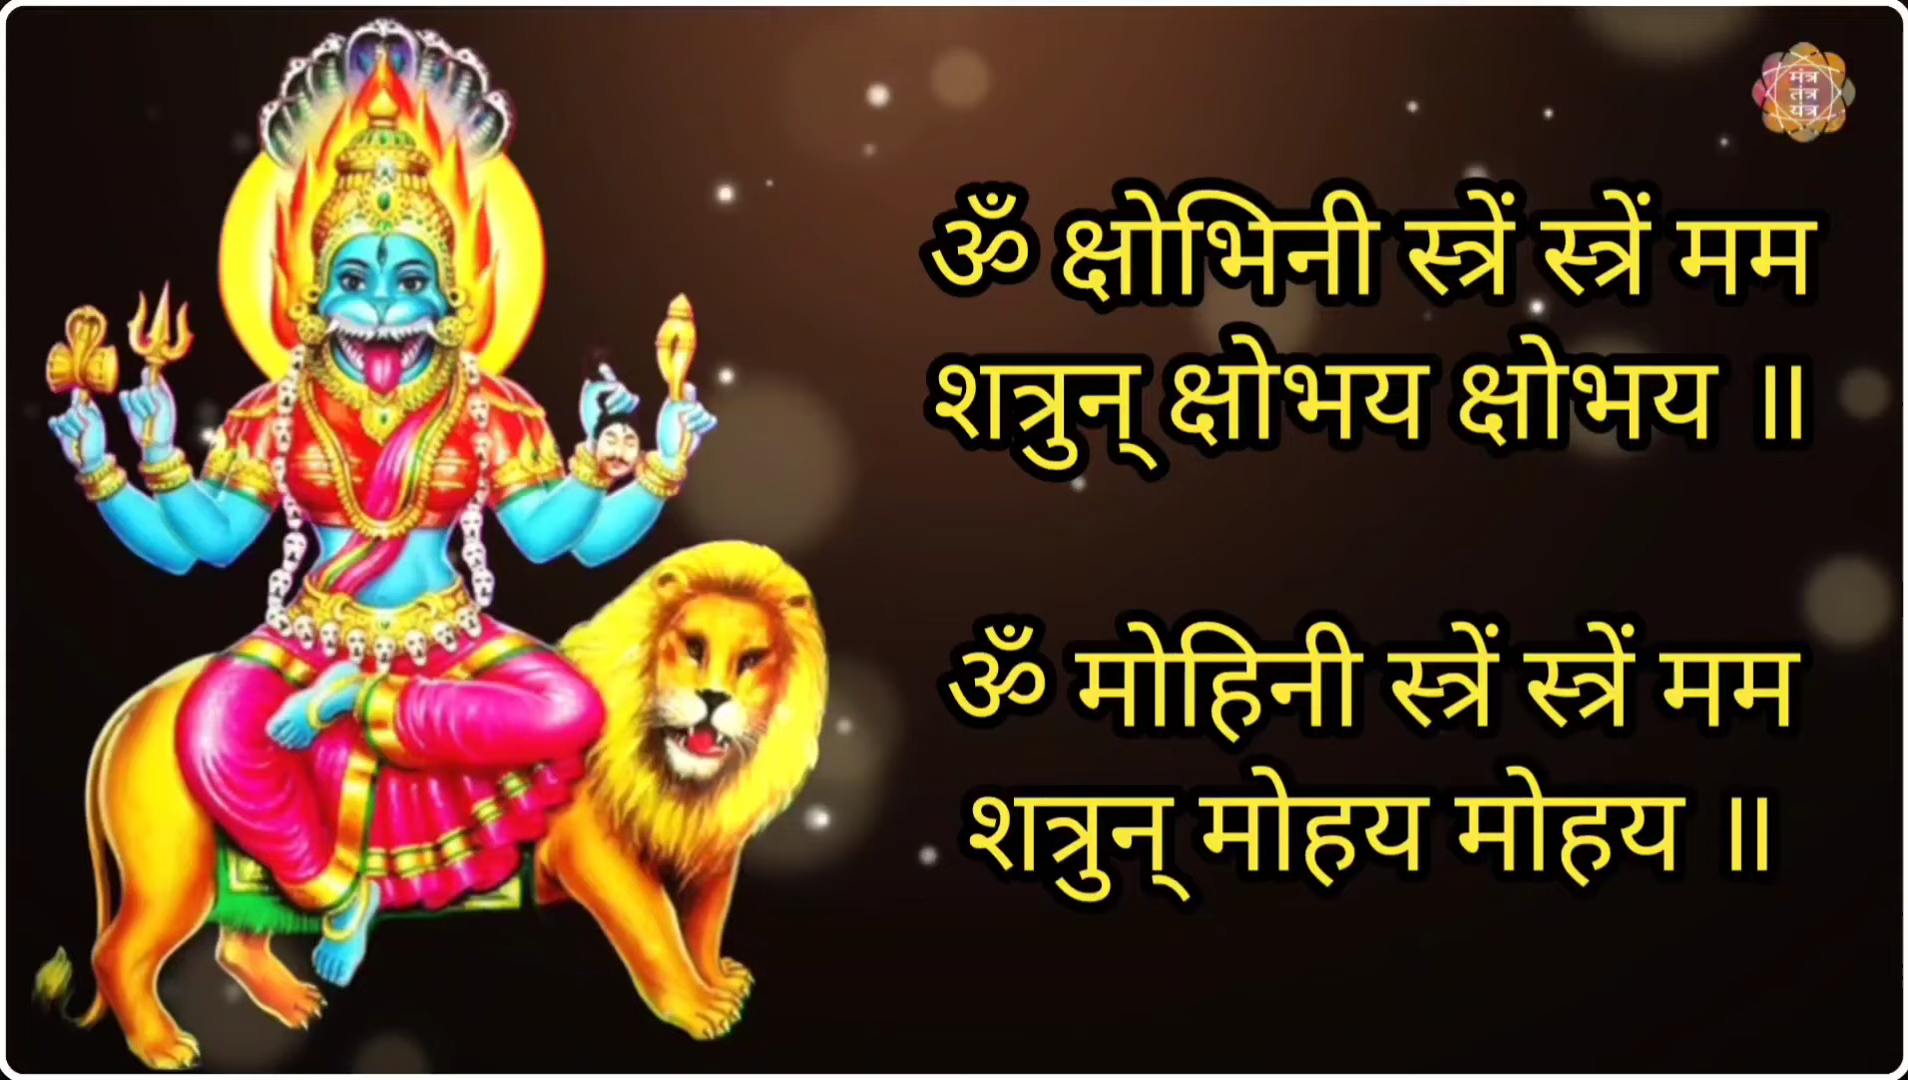 मंत्र
तंत्र
यंत्र
ॐ क्षोभिनी स्त्रें स्त्रें मम
शत्रुन् क्षोभय क्षोभय ॥
ॐ मोहिनी स्त्रें स्त्रें मम
शत्रुन् मोहय मोहय ॥